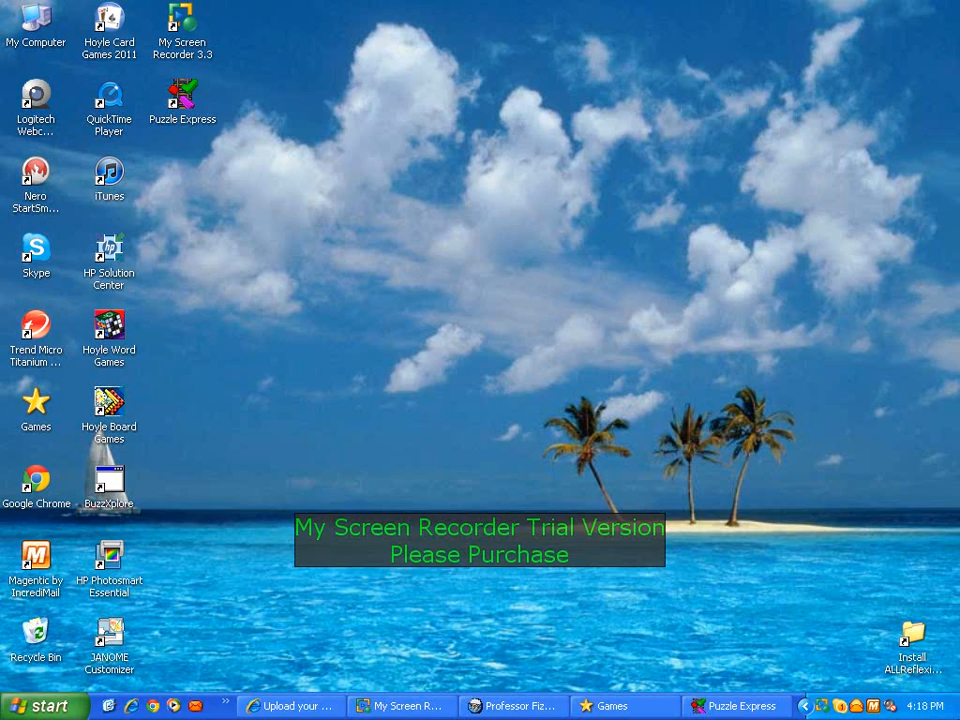 My Computer
Hoyle Card
Games 2011
My Screen
Recorder 3.3
Logitech
Webc...
QuickTime
Player
Puzzle Express
Nero
StartSm...
iTunes
Skype
HP Solution
Center
Trend Micro
Titanium ...
Hoyle Word
Games
Games
Hoyle Board
Games
Google Chrome
BuzzXplore
My Screen Recorder Trial Version
Please Purchase
Magentic by
IncrediMail
HP Photosmart
Essential
Recycle Bin
JANOME
Customizer
Install
ALLReflexi...
start
Upload your ...
My Screen R...
Professor Fiz...
Games
Puzzle Express
4:18 PM